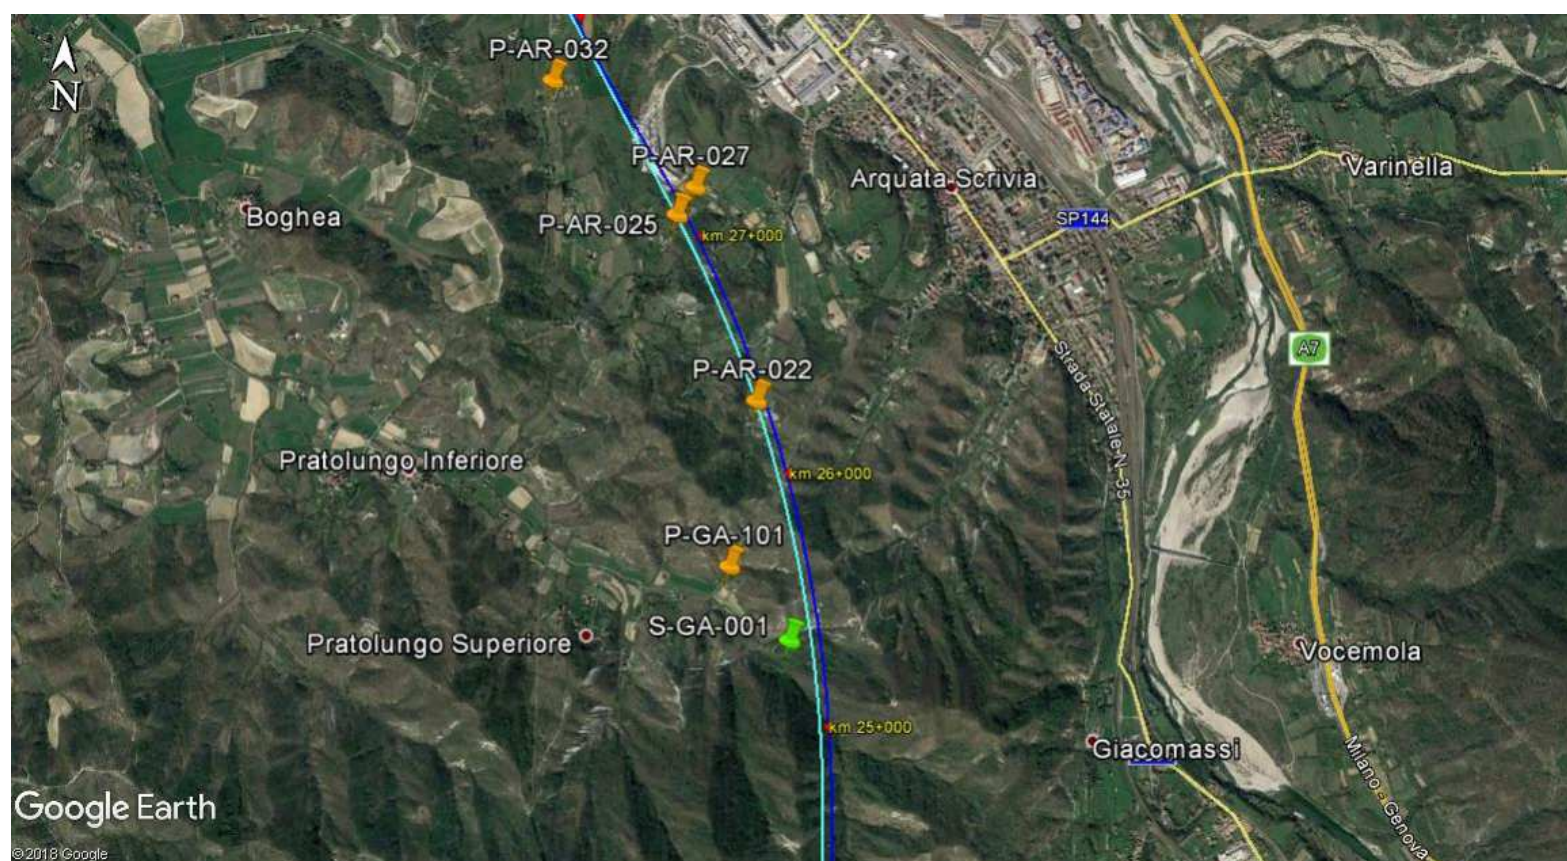 P-AR-032
N
P-AR-027
Arquata Scrivia
Varinella
Boghea
P-AR-025
SP144
km 27+000
A7
P-AR-022
Strada Statale N. 35
Pratolungo Inferiore
km 26+000
P-GA-101
S-GA-001
Pratolungo Superiore
Vocemola
km 25+000
Giacomassi
Milano - Genova
Google Earth
©2018 Google